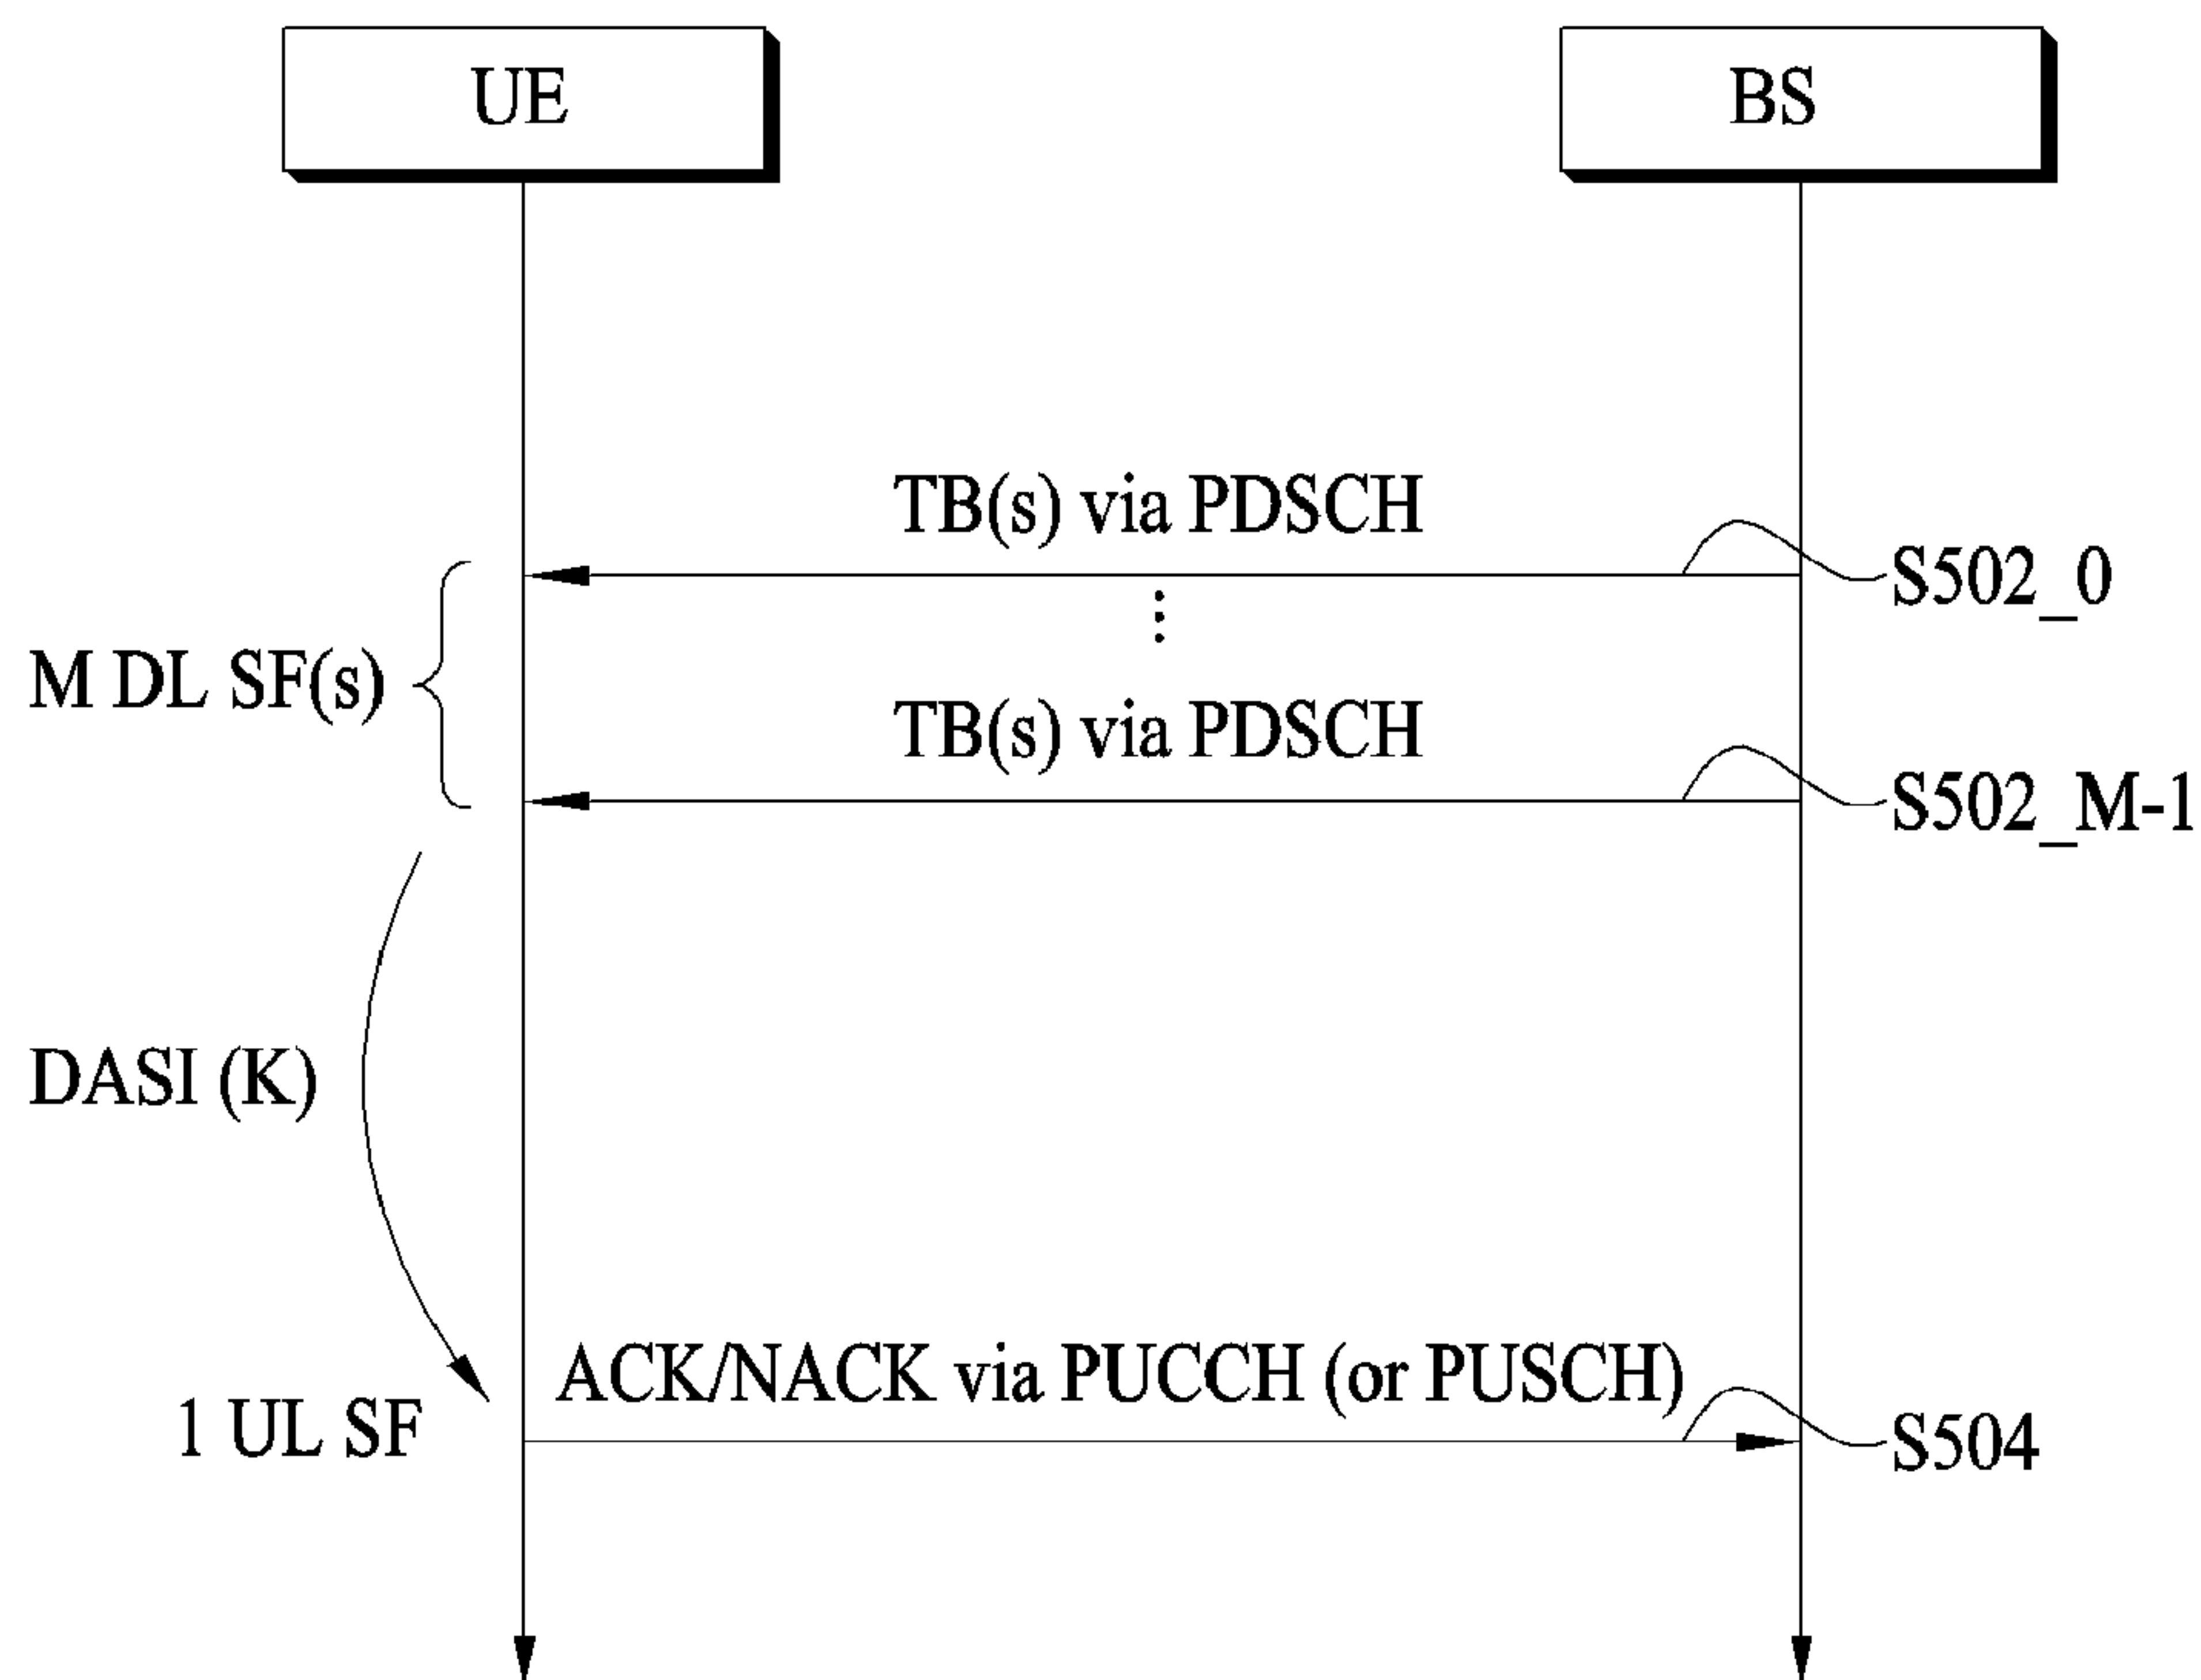 UE
BS
TB(s) via PDSCH
S502_0
M DL SF(s)
TB(s) via PDSCH
S502_M-1
DASI (K)
ACK/NACK via PUCCH (or PUSCH)
1 UL SF
S504